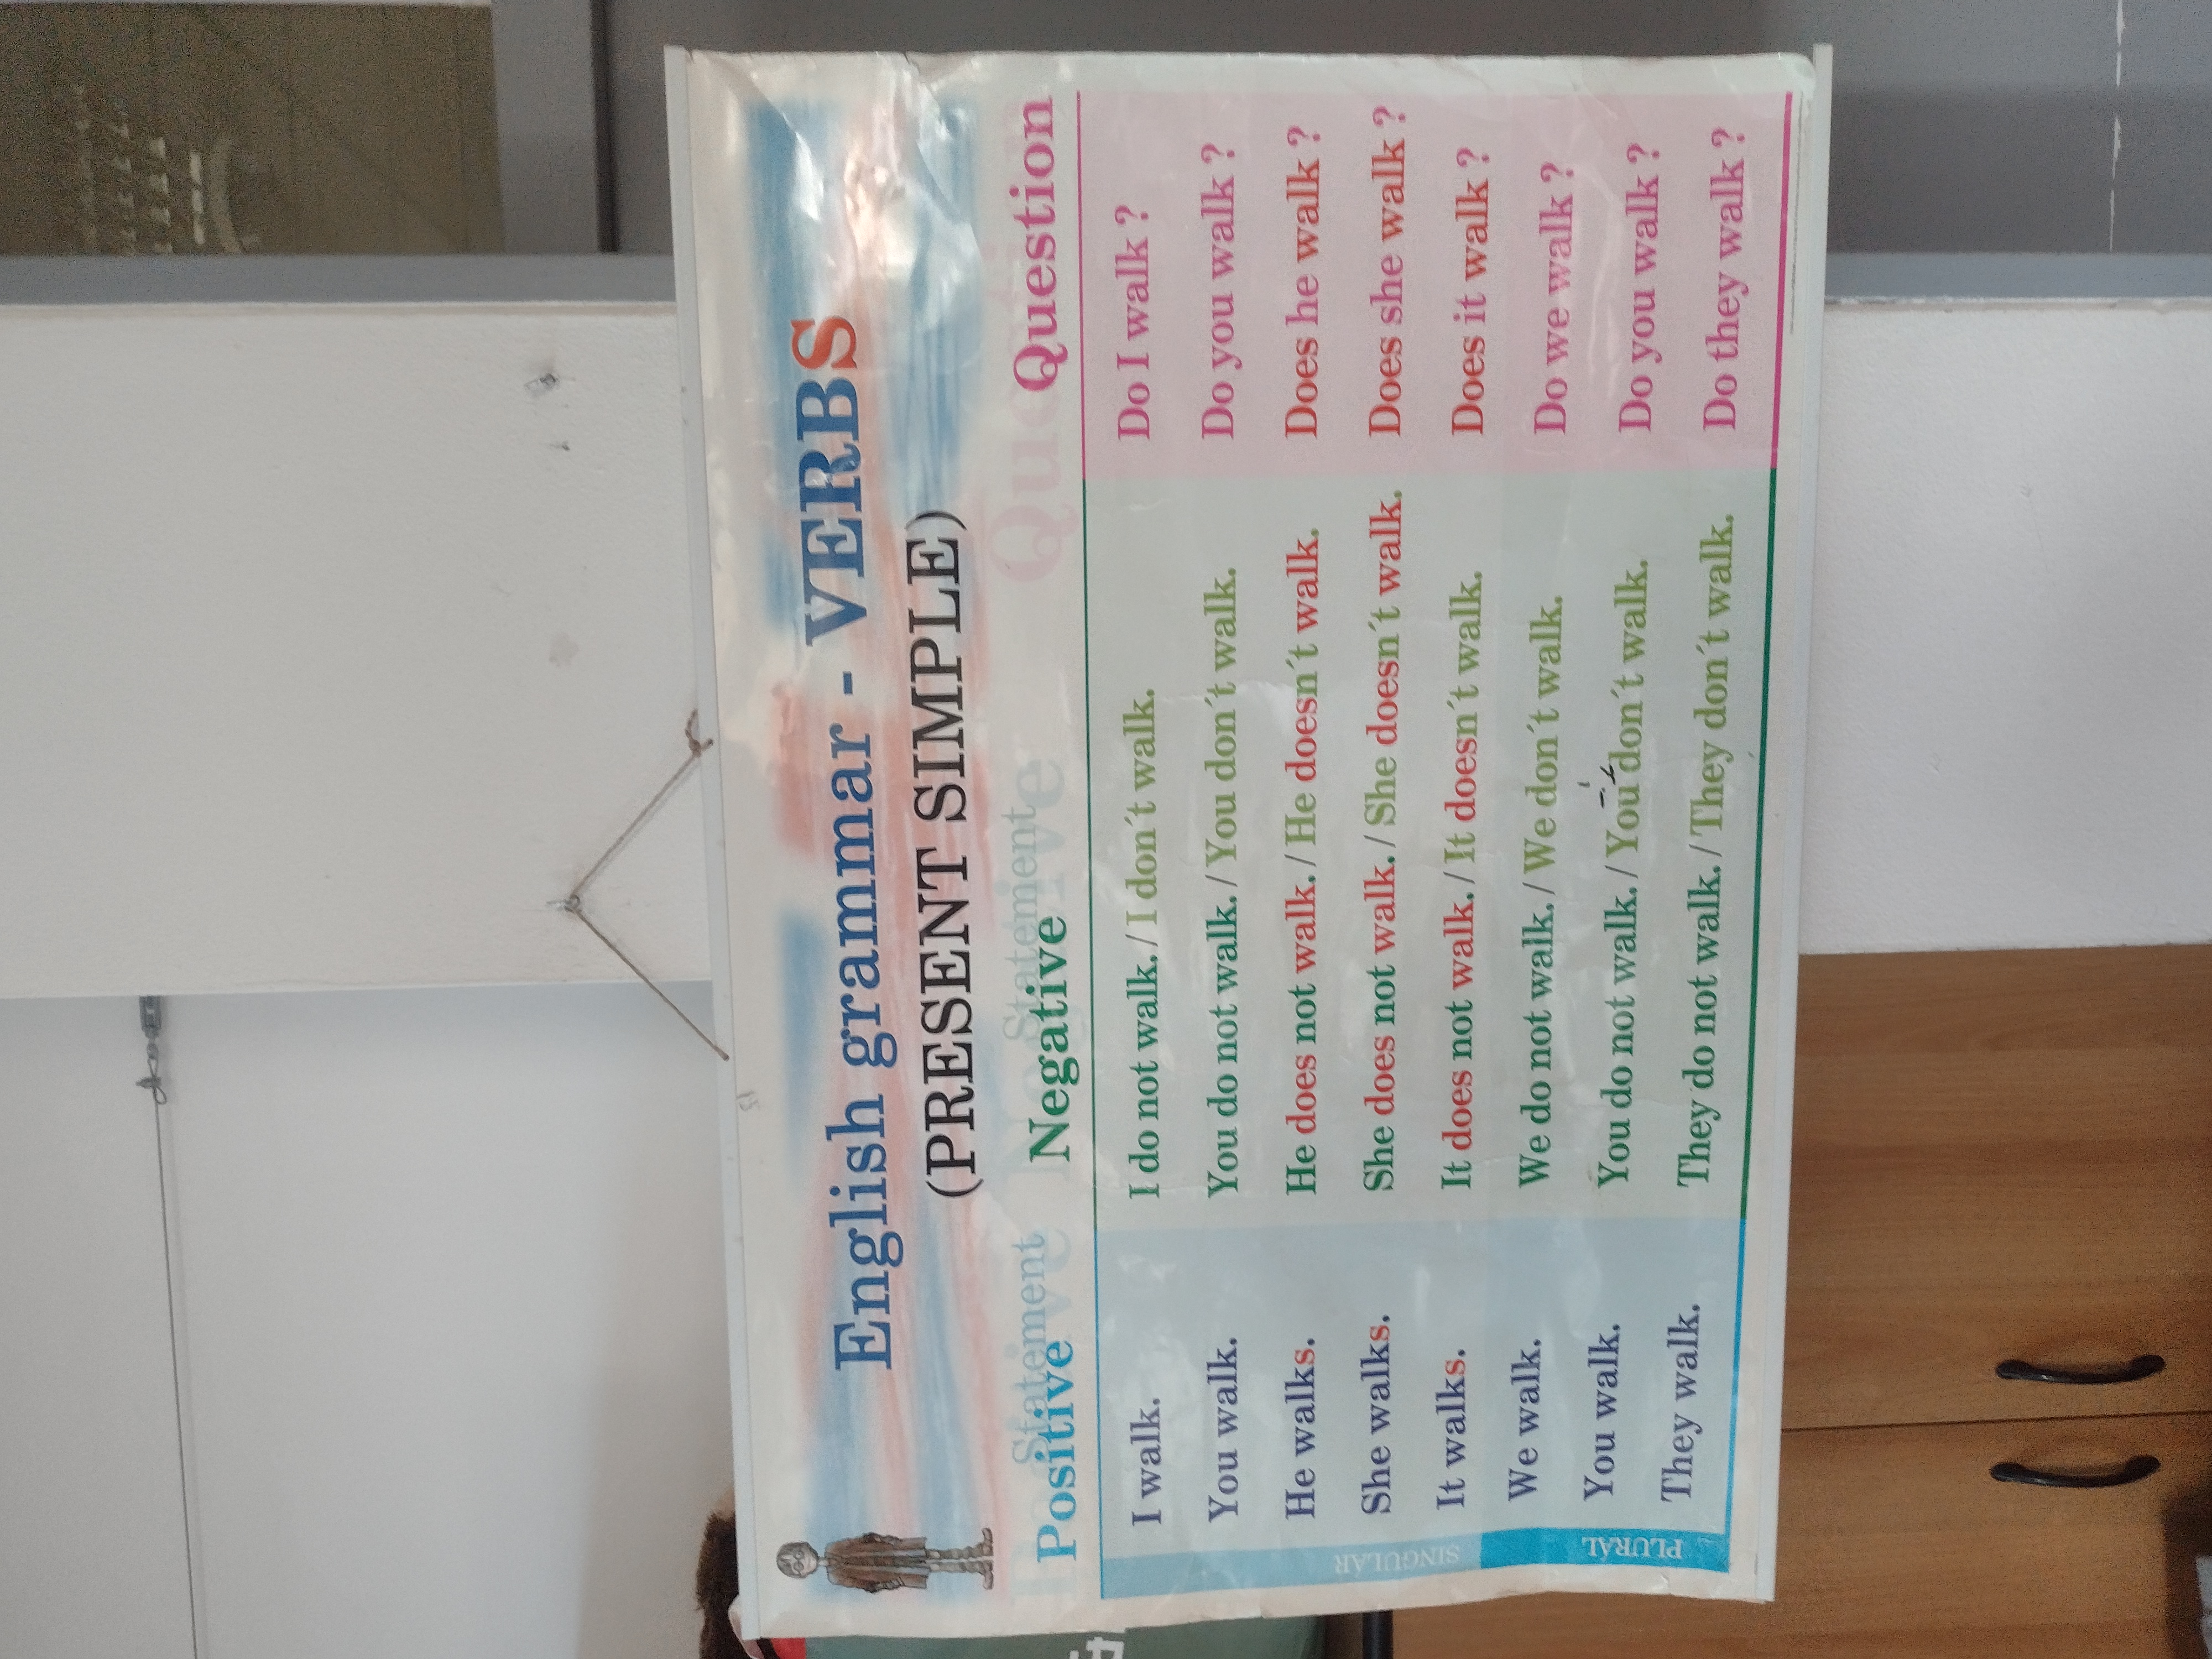 English grammar - VERBS
(PRESENT SIMPLE)
Statement Statement
Positive Negative Question
SINGULAR
I walk. I do not walk. / I don´t walk. Do I walk ?
You walk. You do not walk. / You don´t walk. Do you walk ?
He walks. He does not walk. / He doesn´t walk. Does he walk ?
She walks. She does not walk. / She doesn´t walk. Does she walk ?
It walks. It does not walk. / It doesn´t walk. Does it walk ?
PLURAL
We walk. We do not walk. / We don´t walk. Do we walk ?
You walk. You do not walk. / You don´t walk. Do you walk ?
They walk. They do not walk. / They don´t walk. Do they walk ?